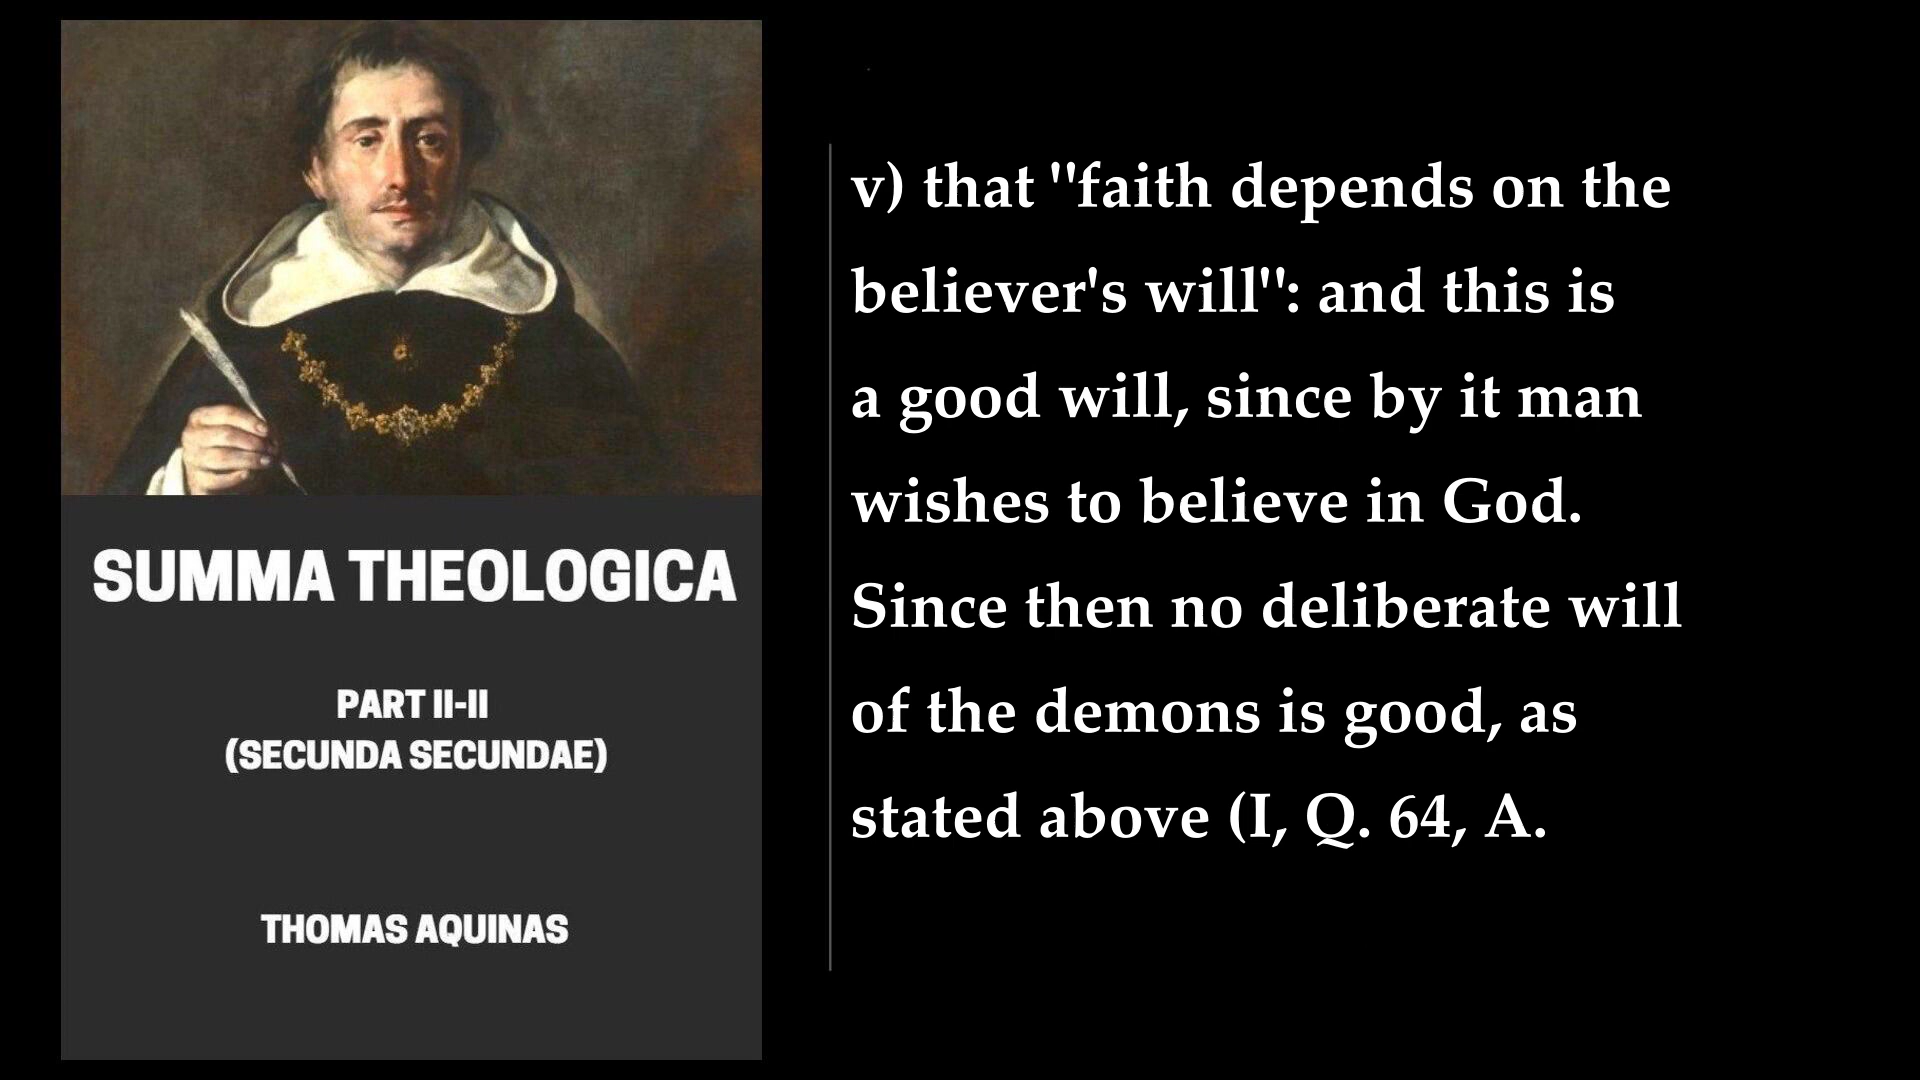 SUMMA THEOLOGICA
PART II-II
(SECUNDA SECUNDAE)
THOMAS AQUINAS
v) that "faith depends on the
believer's will": and this is
a good will, since by it man
wishes to believe in God.
Since then no deliberate will
of the demons is good, as
stated above (I, Q. 64, A.